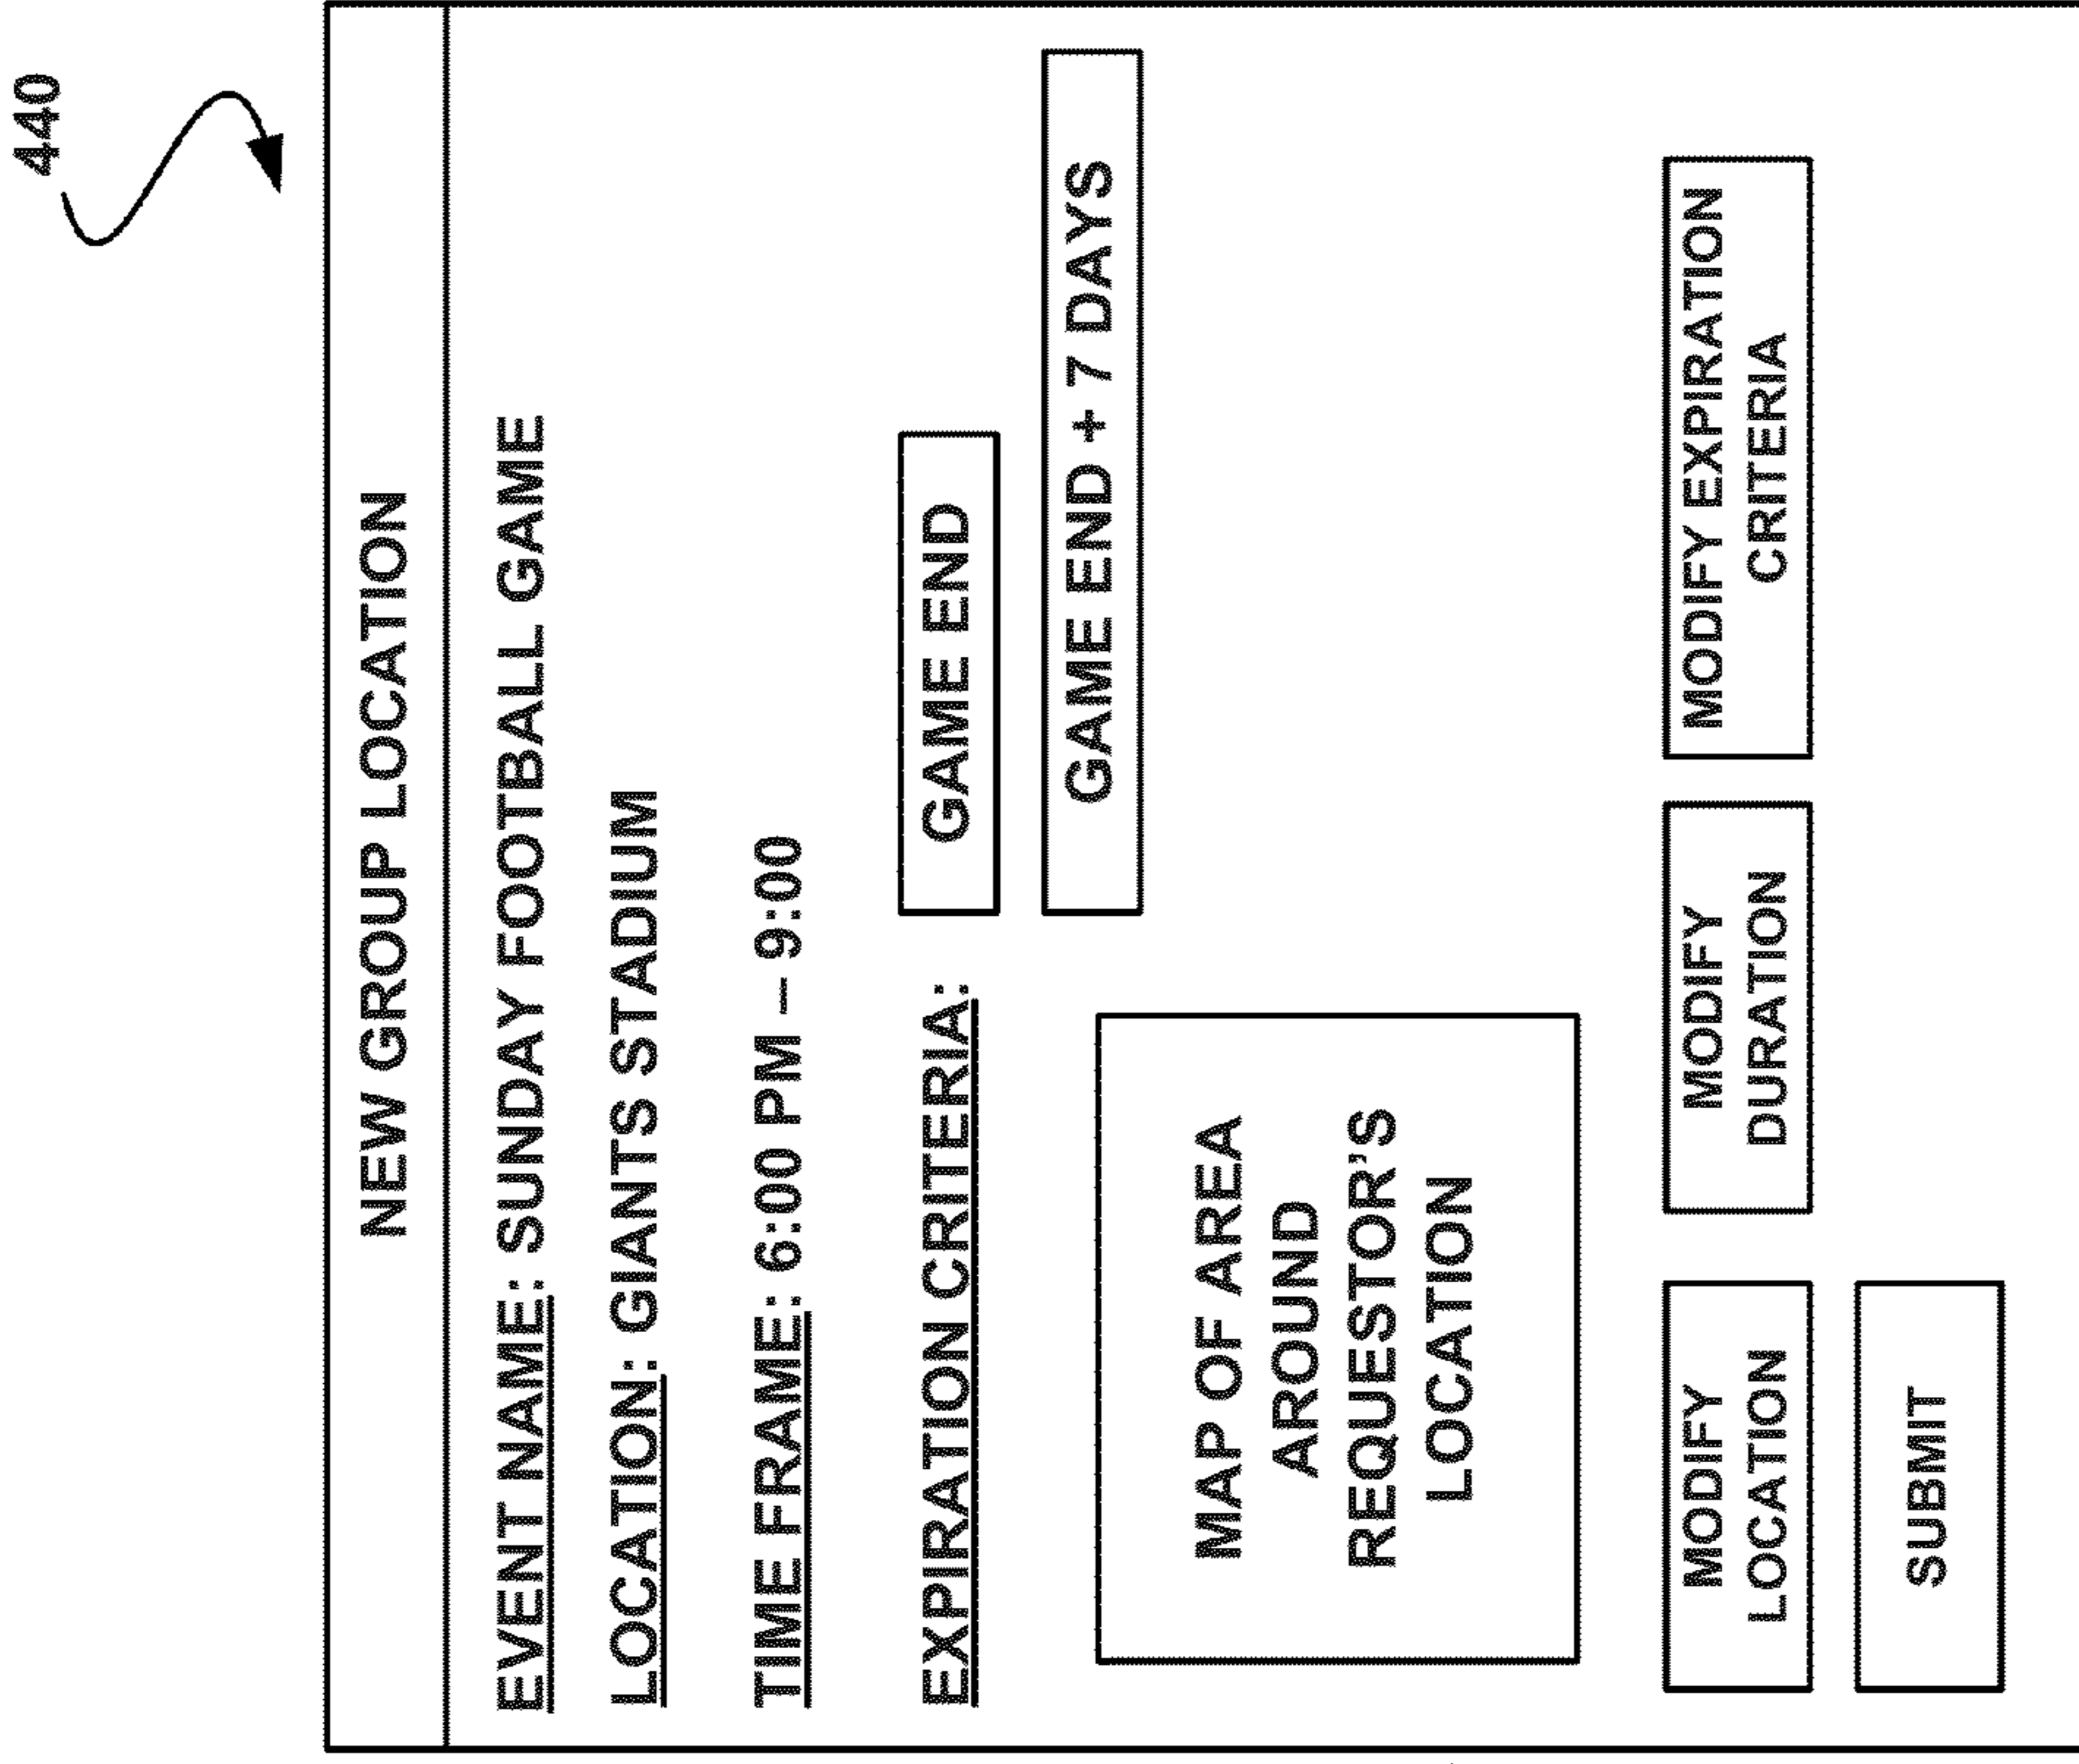 440
NEW GROUP LOCATION
EVENT NAME: SUNDAY FOOTBALL GAME
LOCATION: GIANTS STADIUM
TIME FRAME: 6:00 PM – 9:00
EXPIRATION CRITERIA:
GAME END
GAME END + 7 DAYS
MAP OF AREA
AROUND
REQUESTOR'S
LOCATION
MODIFY
LOCATION
MODIFY
DURATION
MODIFY EXPIRATION
CRITERIA
SUBMIT